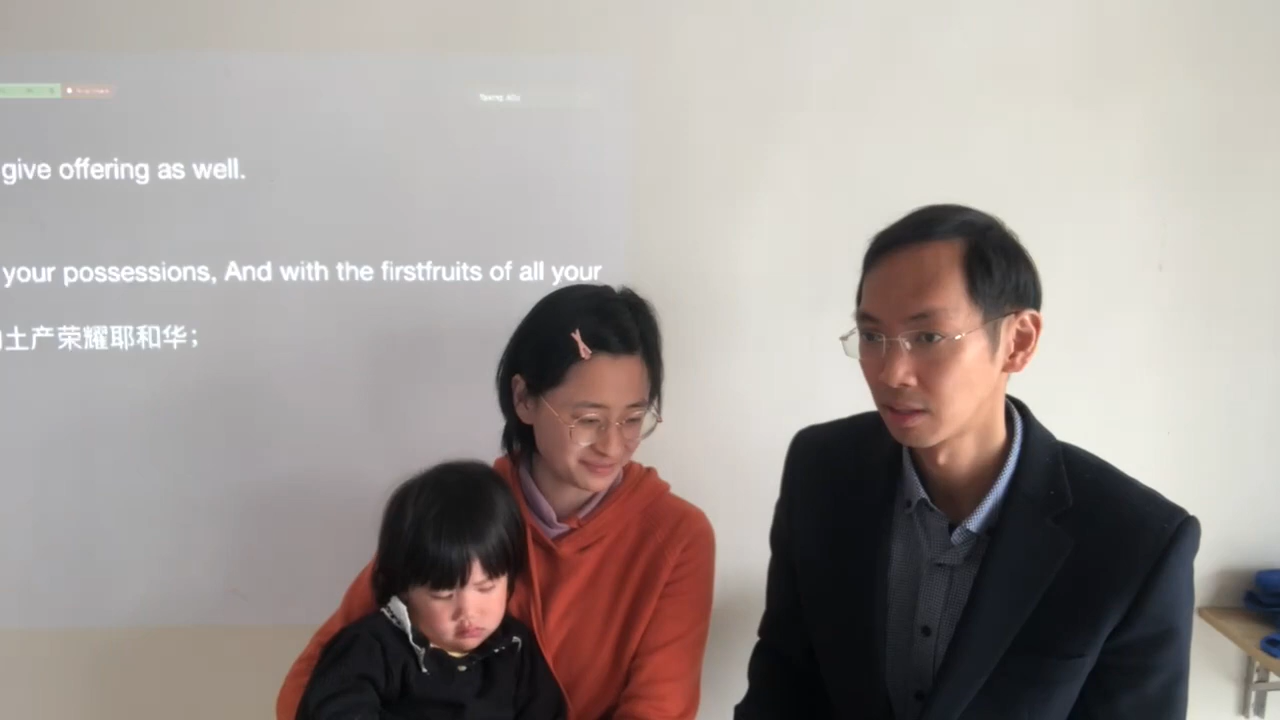 give offering as well.
your possessions, And with the firstfruits of all your
土产荣耀耶和华；